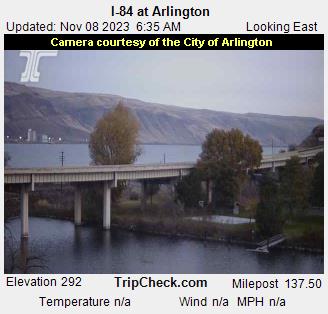 I-84 at Arlington
Updated: Nov 08 2023 6:35 AM Looking East
Camera courtesy of the City of Arlington
Elevation 292 TripCheck.com Milepost 137.50
Temperature n/a Wind n/a MPH n/a